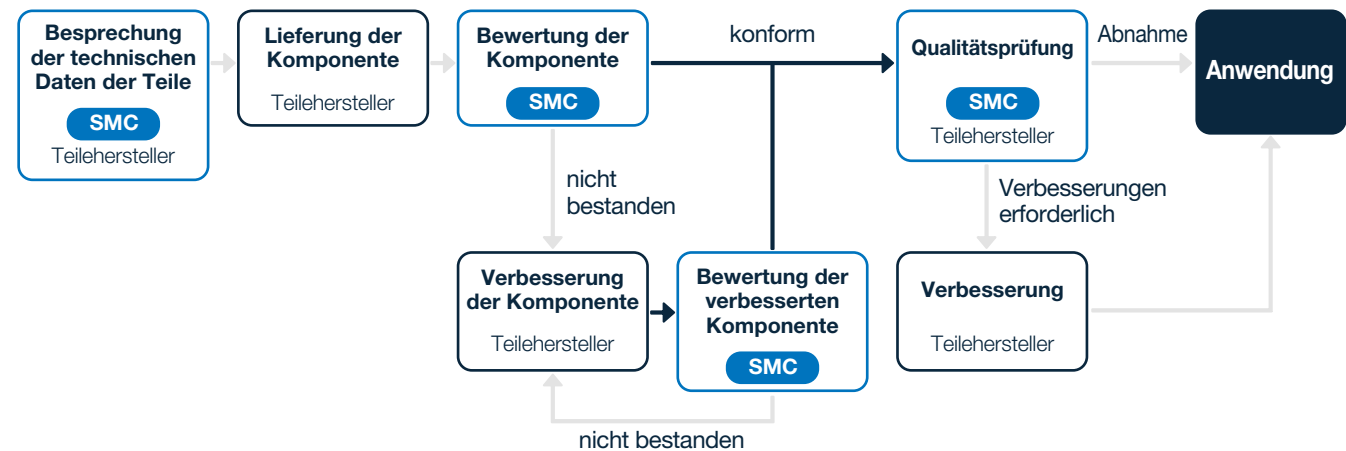 Besprechung
der technischen
Daten der Teile
SMC
Teilehersteller
Lieferung der
Komponente
Teilehersteller
Bewertung der
Komponente
SMC
konform
Qualitätsprüfung
SMC
Teilehersteller
Abnahme
Anwendung
nicht
bestanden
Verbesserungen
erforderlich
Verbesserung
der Komponente
Teilehersteller
Bewertung der
verbesserten
Komponente
SMC
Verbesserung
Teilehersteller
nicht bestanden